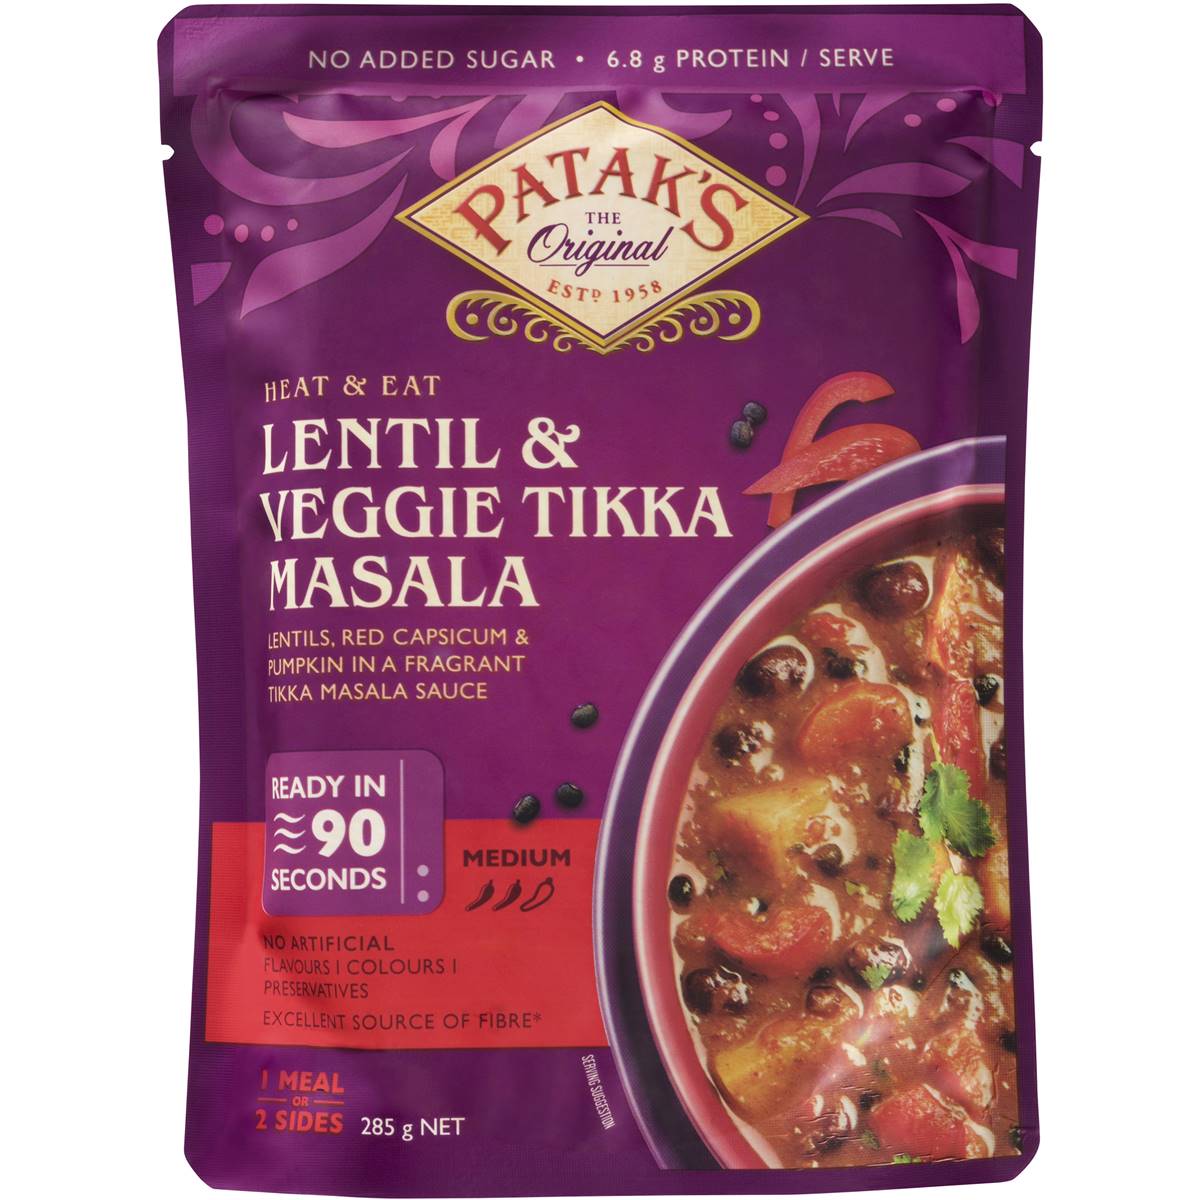 NO ADDED SUGAR • 6.8 g PROTEIN / SERVE
PATAK'S
THE
Original
ESTD 1958
HEAT & EAT
LENTIL &
VEGGIE TIKKA
MASALA
LENTILS, RED CAPSICUM &
PUMPKIN IN A FRAGRANT
TIKKA MASALA SAUCE
READY IN
90
SECONDS
MEDIUM
NO ARTIFICIAL
FLAVOURS | COLOURS |
PRESERVATIVES
EXCELLENT SOURCE OF FIBRE*
1 MEAL
OR
2 SIDES
285 g NET
SERVING SUGGESTION